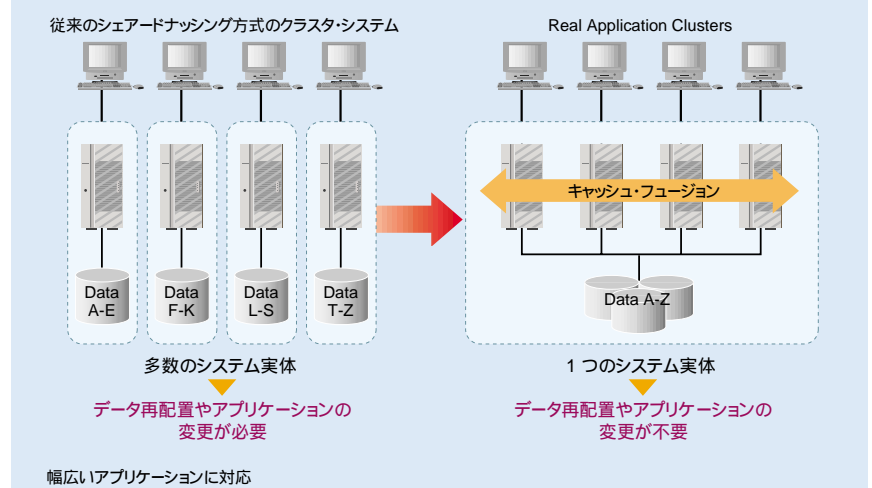 従来のシェアードナッシング方式のクラスタ・システム
Real Application Clusters
キャッシュ・フュージョン
Data
A-E
Data
F-K
Data
L-S
Data
T-Z
Data A-Z
多数のシステム実体
データ再配置やアプリケーションの
変更が必要
1 つのシステム実体
データ再配置やアプリケーションの
変更が不要
幅広いアプリケーションに対応